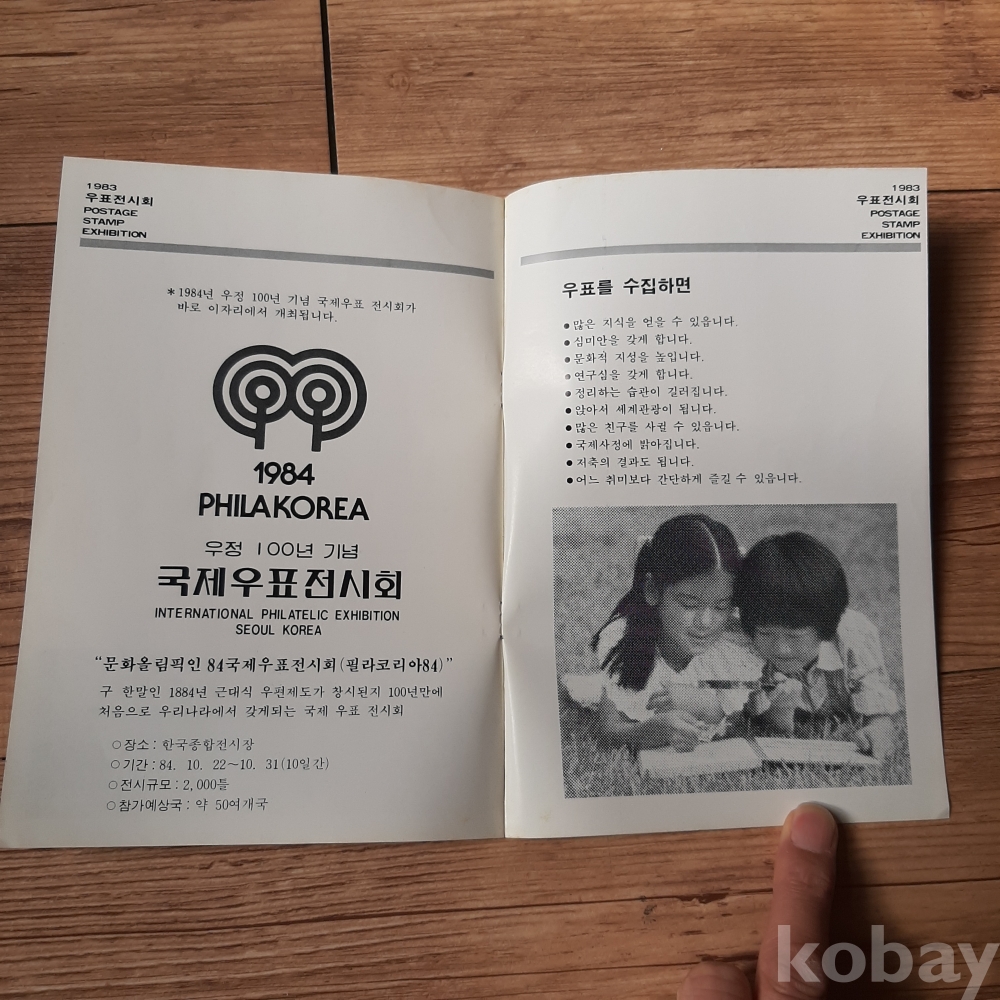 1983
우표전시회
POSTAGE
STAMP
EXHIBITION
*1984년 우정 100년 기념 국제우표 전시회가
바로 이자리에서 개최됩니다.
1984
PHILAKOREA
우정 100년 기념
국제우표전시회
INTERNATIONAL PHILATELIC EXHIBITION
SEOUL KOREA
“문화올림픽인 84국제우표전시회(필라코리아84)”
구 한말인 1884년 근대식 우편제도가 창시된지 100년만에
처음으로 우리나라에서 갖게되는 국제 우표 전시회
○장소 : 한국종합전시장
○기간 : 84. 10. 22~10. 31(10일간)
○전시규모 : 2,000틀
○참가예상국 : 약 50여개국
1983
우표전시회
POSTAGE
STAMP
EXHIBITION
우표를 수집하면
●많은 지식을 얻을 수 있읍니다.
●심미안을 갖게 합니다.
●문화적 지성을 높입니다.
●연구심을 갖게 합니다.
●정리하는 습관이 길러집니다.
●앉아서 세계관광이 됩니다.
●많은 친구를 사귈 수 있읍니다.
●국제사정에 밝아집니다.
●저축의 결과도 됩니다.
●어느 취미보다 간단하게 즐길 수 있읍니다.
kobay